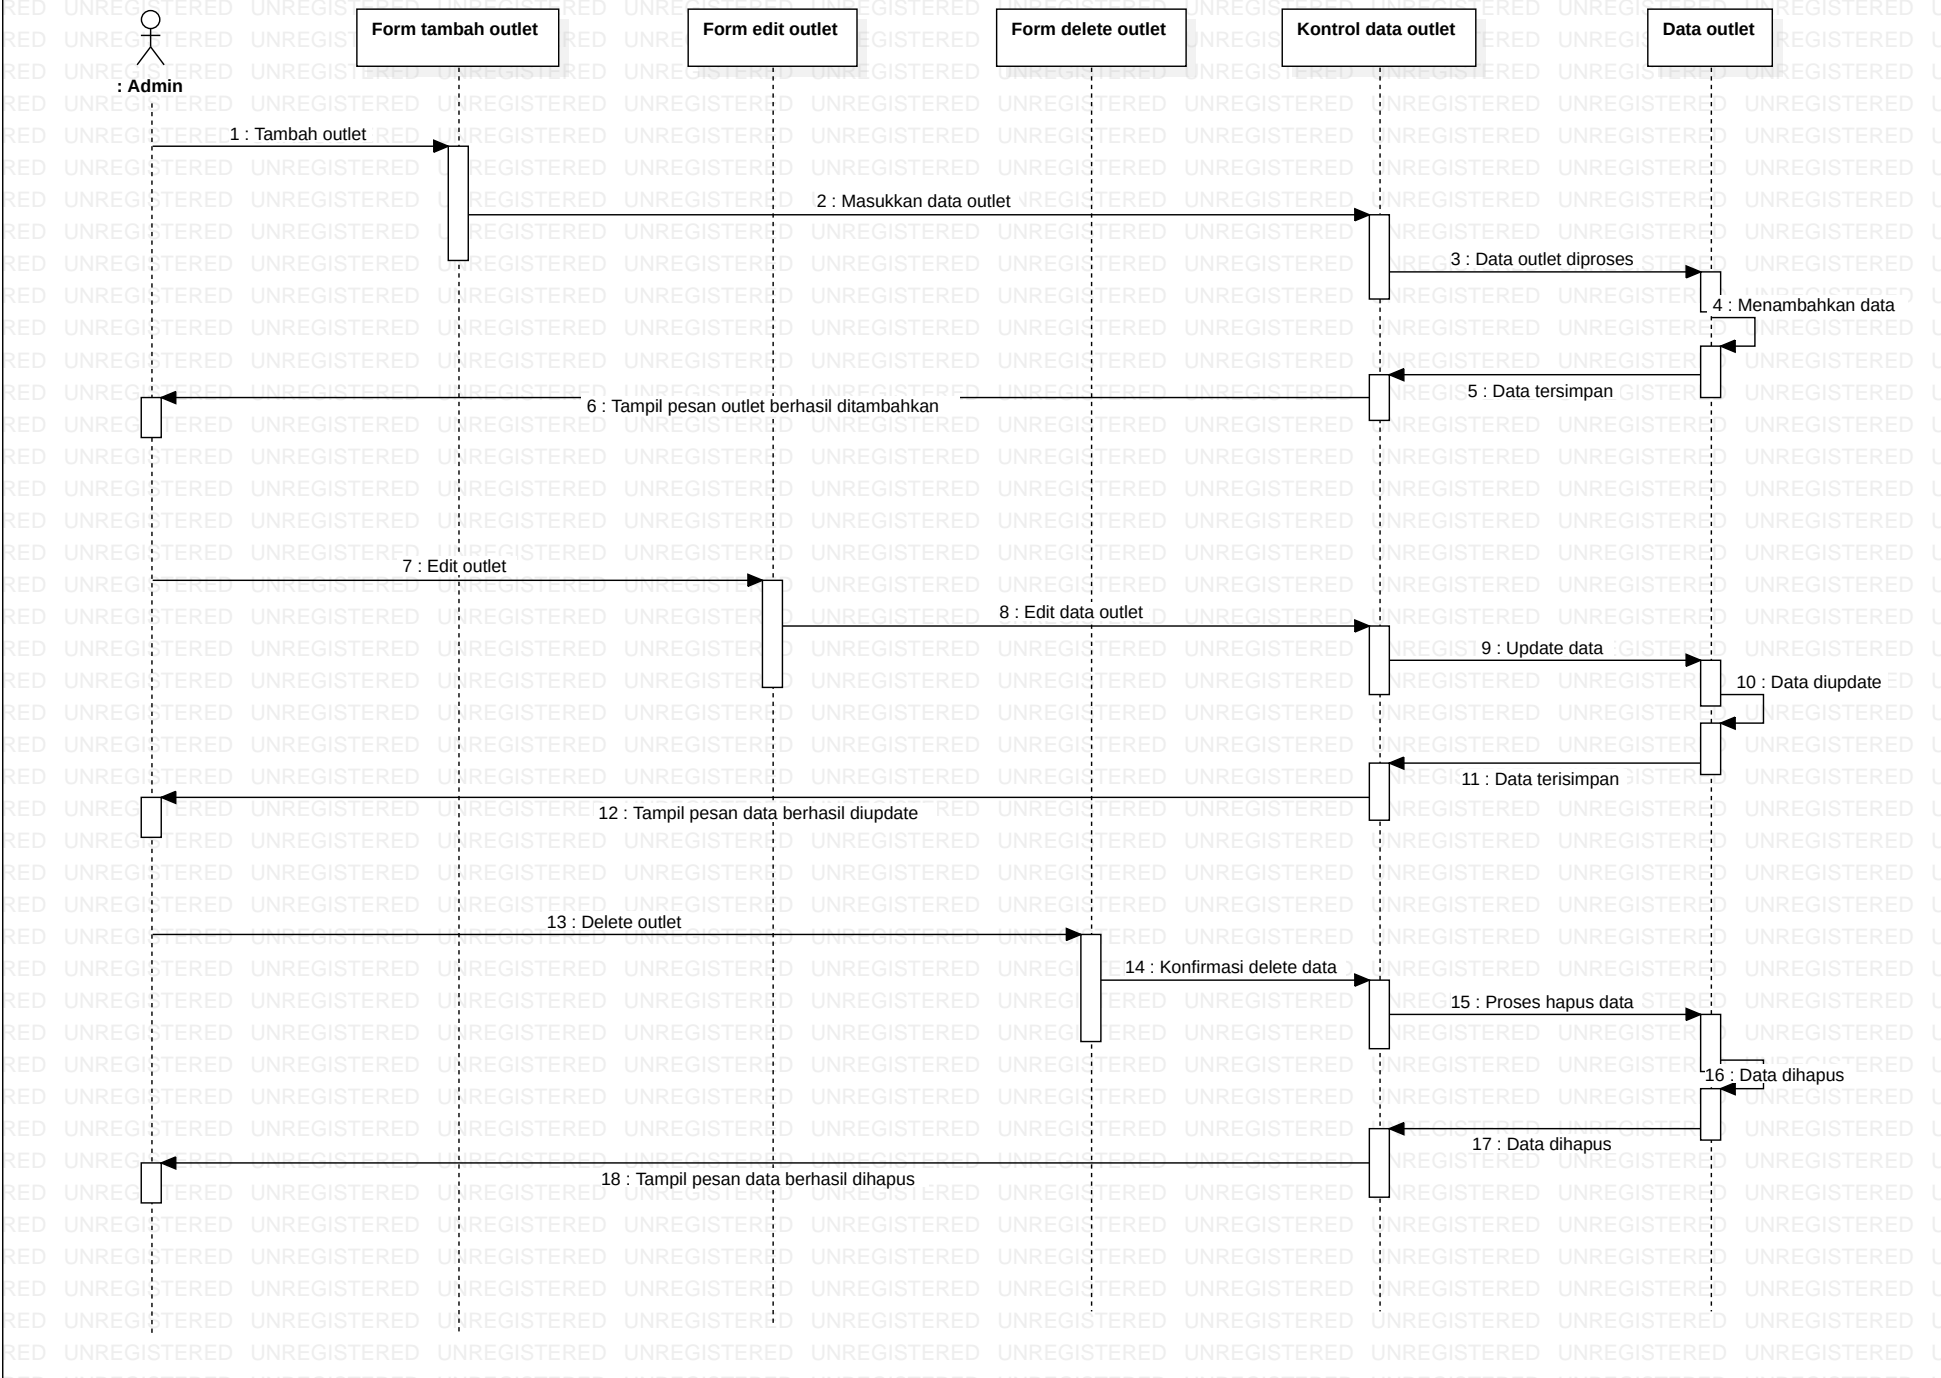 Form tambah outlet
Form edit outlet
Form delete outlet
Kontrol data outlet
Data outlet
: Admin
1 : Tambah outlet
2 : Masukkan data outlet
3 : Data outlet diproses
4 : Menambahkan data
5 : Data tersimpan
6 : Tampil pesan outlet berhasil ditambahkan
7 : Edit outlet
8 : Edit data outlet
9 : Update data
10 : Data diupdate
11 : Data terisimpan
12 : Tampil pesan data berhasil diupdate
13 : Delete outlet
14 : Konfirmasi delete data
15 : Proses hapus data
16 : Data dihapus
17 : Data dihapus
18 : Tampil pesan data berhasil dihapus
UNREGISTERED